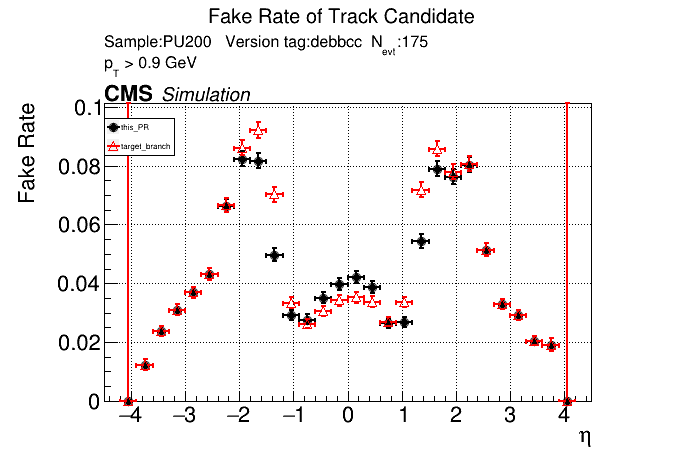 Fake Rate of Track Candidate
Sample:PU200 Version tag:debbcc Nevt:175
pT > 0.9 GeV
CMS Simulation
Fake Rate
0.1
this_PR
target_branch
0.08
0.06
0.04
0.02
0
−4 −3 −2 −1 0 1 2 3 4
η